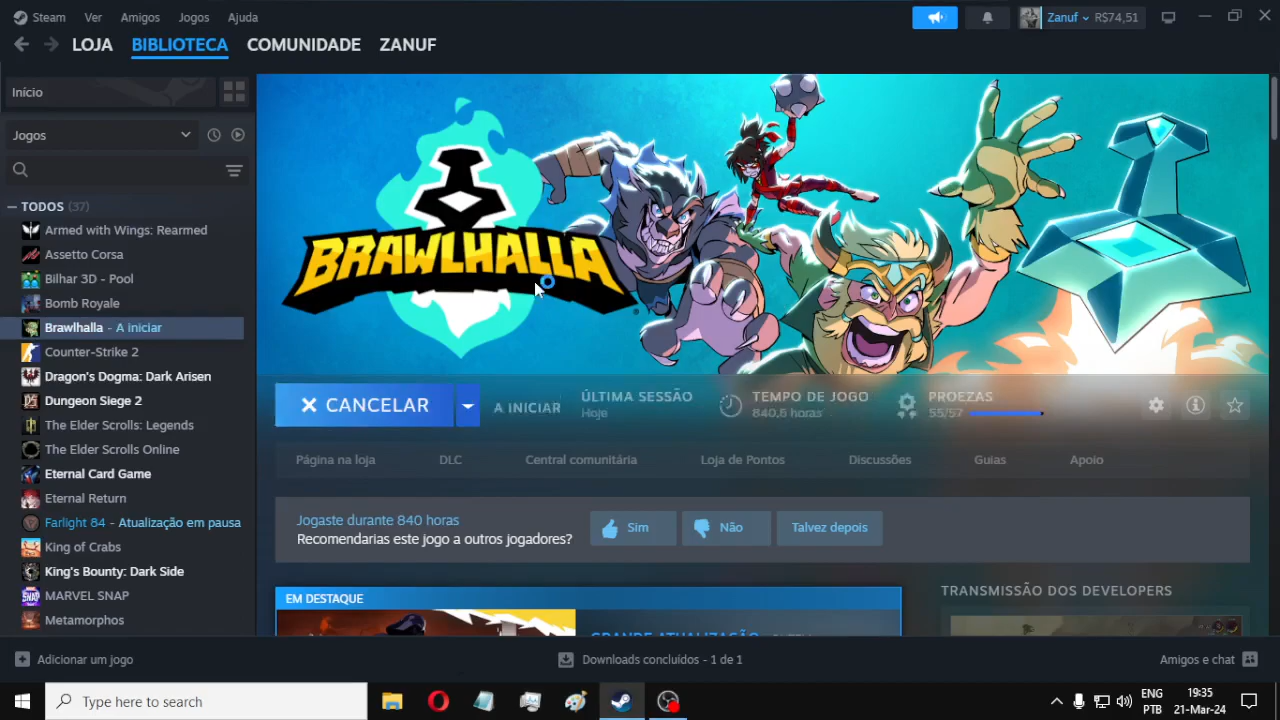 Steam Ver Amigos Jogos Ajuda Zanuf R$74,51
LOJA BIBLIOTECA COMUNIDADE ZANUF
Início
Jogos
TODOS (37)
Armed with Wings: Rearmed
Assetto Corsa
Bilhar 3D - Pool
Bomb Royale
Brawlhalla - A iniciar
Counter-Strike 2
Dragon's Dogma: Dark Arisen
Dungeon Siege 2
The Elder Scrolls: Legends
The Elder Scrolls Online
Eternal Card Game
Eternal Return
Farlight 84 - Atualização em pausa
King of Crabs
King's Bounty: Dark Side
MARVEL SNAP
Metamorphos
BRAWLHALLA
CANCELAR
A INICIAR
ÚLTIMA SESSÃO
Hoje
TEMPO DE JOGO
840,8 horas
PROEZAS
55/57
Página na loja DLC Central comunitária Loja de Pontos Discussões Guias Apoio
Jogaste durante 840 horas
Recomendarias este jogo a outros jogadores?
Sim Não Talvez depois
EM DESTAQUE
GRANDE ATUALIZAÇÃO
TRANSMISSÃO DOS DEVELOPERS
Adicionar um jogo
Downloads concluídos - 1 de 1
Amigos e chat
Type here to search
ENG
PTB
19:35
21-Mar-24